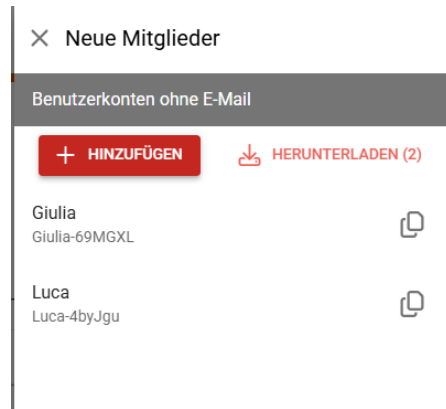 Neue Mitglieder
Benutzerkonten ohne E-Mail
HINZUFÜGEN
HERUNTERLADEN (2)
Giulia
Giulia-69MGXL
Luca
Luca-4byJgu